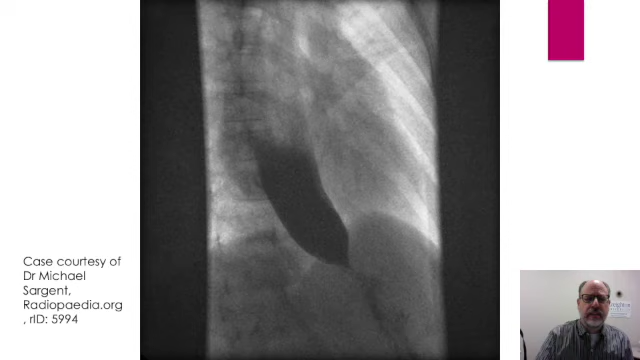 Case courtesy of
Dr Michael
Sargent,
Radiopaedia.org
, rID: 5994